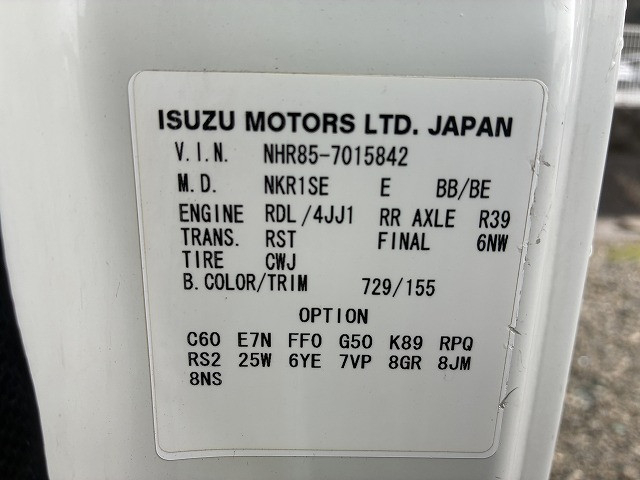 ISUZU MOTORS LTD. JAPAN
V.I.N. NHR85-7015842
M.D. NKR1SE E BB/BE
ENGINE RDL/4JJ1 RR AXLE R39
TRANS. RST FINAL 6NW
TIRE CWJ
B.COLOR/TRIM 729/155
OPTION
C60 E7N FF0 G50 K89 RPQ
RS2 25W 6YE 7VP 8GR 8JM
8NS